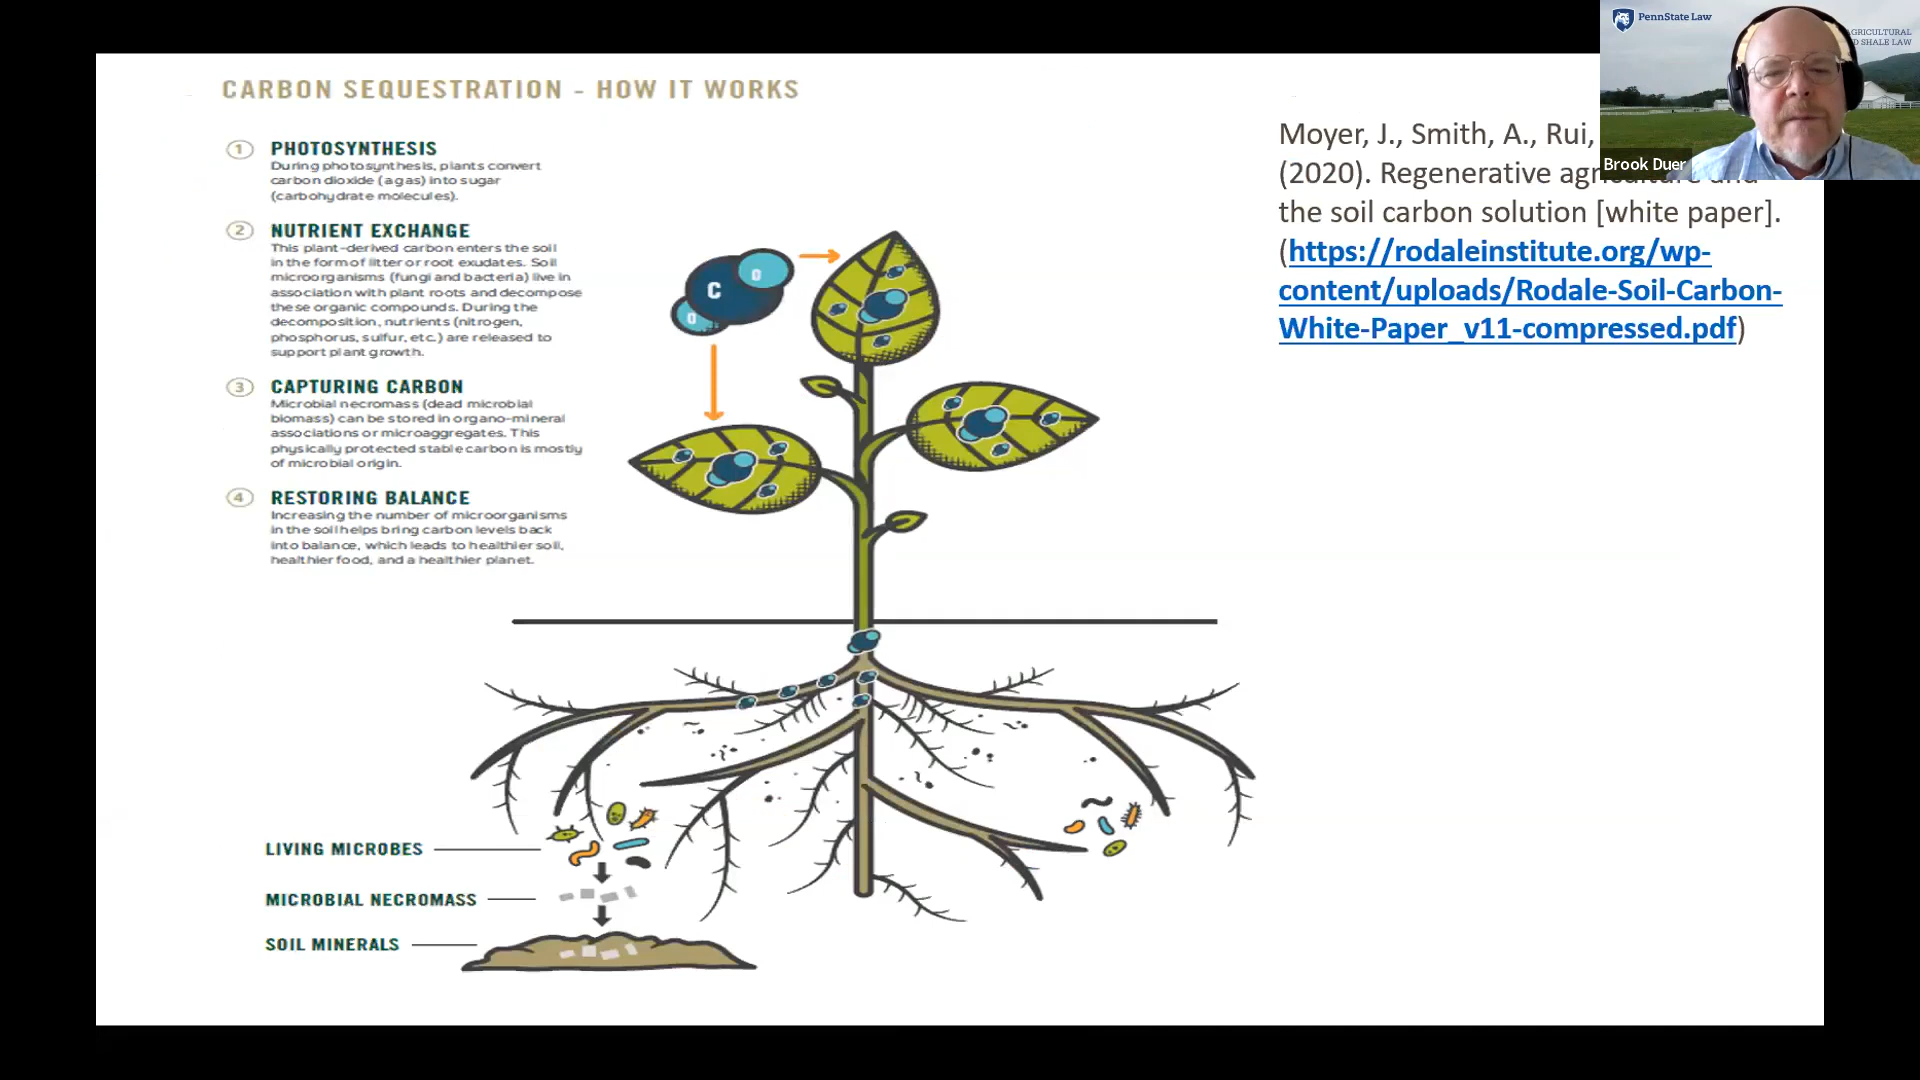 CARBON SEQUESTRATION - HOW IT WORKS
1 PHOTOSYNTHESIS
During photosynthesis, plants convert
carbon dioxide (a gas) into sugar
(carbohydrate molecules).
2 NUTRIENT EXCHANGE
This plant-derived carbon enters the soil
in the form of litter or root exudates. Soil
microorganisms (fungi and bacteria) live in
association with plant roots and decompose
these organic compounds. During the
decomposition, nutrients (nitrogen,
phosphorus, sulfur, etc.) are released to
support plant growth.
3 CAPTURING CARBON
Microbial necromass (dead microbial
biomass) can be stored in organo-mineral
associations or microaggregates. This
physically protected stable carbon is mostly
of microbial origin.
4 RESTORING BALANCE
Increasing the number of microorganisms
in the soil helps bring carbon levels back
into balance, which leads to healthier soil,
healthier food, and a healthier planet.
O
C
O
LIVING MICROBES
MICROBIAL NECROMASS
SOIL MINERALS
Moyer, J., Smith, A., Rui,
(2020). Regenerative agriculture and
the soil carbon solution [white paper].
(https://rodaleinstitute.org/wp-
content/uploads/Rodale-Soil-Carbon-
White-Paper_v11-compressed.pdf)
PennState Law
AGRICULTURAL
SHALE LAW
Brook Duer